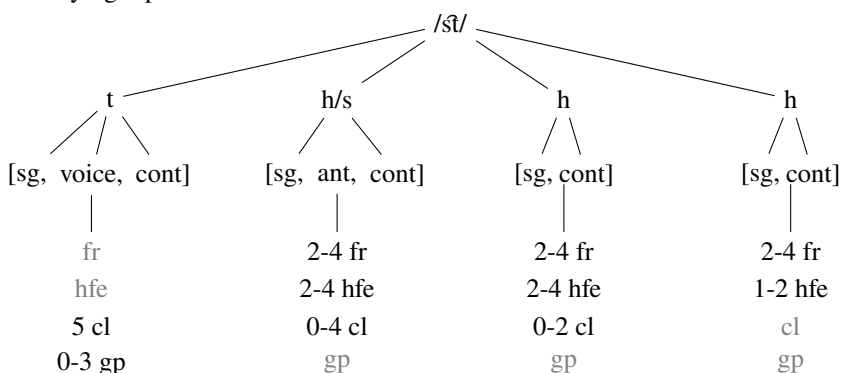 /s͡t/
t h/s h h
[sg, voice, cont] [sg, ant, cont] [sg, cont] [sg, cont]
fr 2-4 fr 2-4 fr 2-4 fr
hfe 2-4 hfe 2-4 hfe 1-2 hfe
5 cl 0-4 cl 0-2 cl cl
0-3 gp gp gp gp